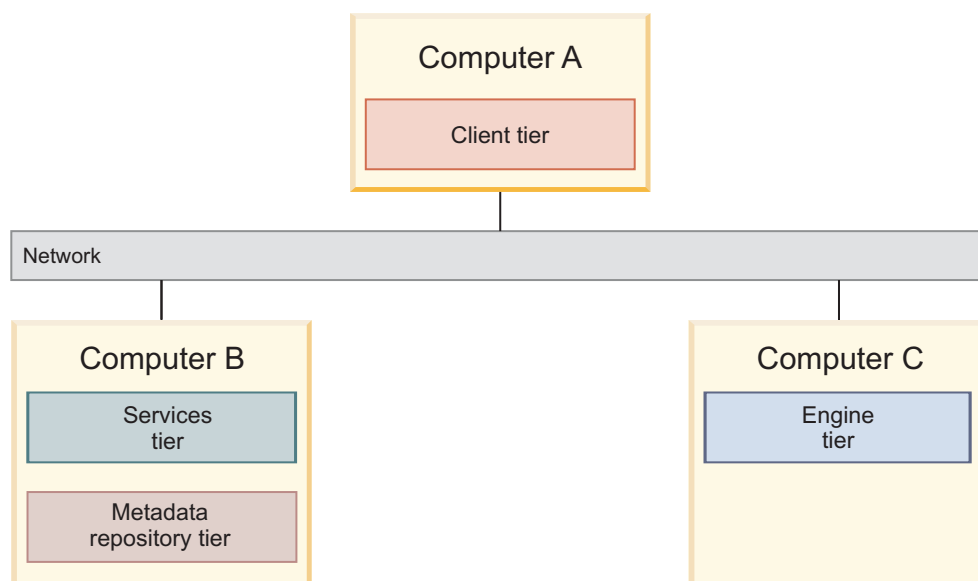 Computer A
Client tier
Network
Computer B
Services
tier
Metadata
repository tier
Computer C
Engine
tier